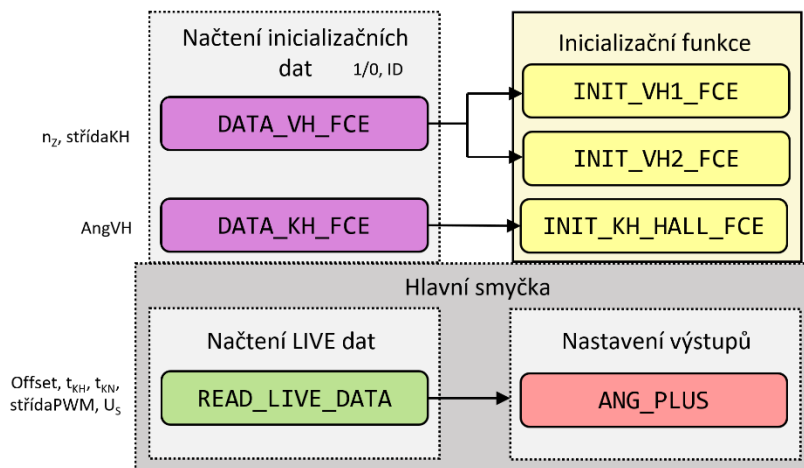 Načtení inicializačních
dat
1/0, ID
Inicializační funkce
n_Z, střídaKH
DATA_VH_FCE
INIT_VH1_FCE
INIT_VH2_FCE
AngVH
DATA_KH_FCE
INIT_KH_HALL_FCE
Hlavní smyčka
Načtení LIVE dat
Nastavení výstupů
Offset, t_KH, t_KN,
střídaPWM, U_S
READ_LIVE_DATA
ANG_PLUS